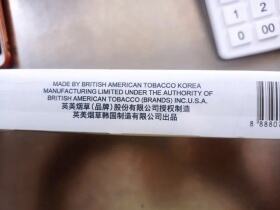 MADE BY BRITISH AMERICAN TOBACCO KOREA
MANUFACTURING LIMITED UNDER THE AUTHORITY OF
BRITISH AMERICAN TOBACCO (BRANDS) INC.U.S.A.
英美烟草(品牌)股份有限公司授权制造
英美烟草韩国制造有限公司出品